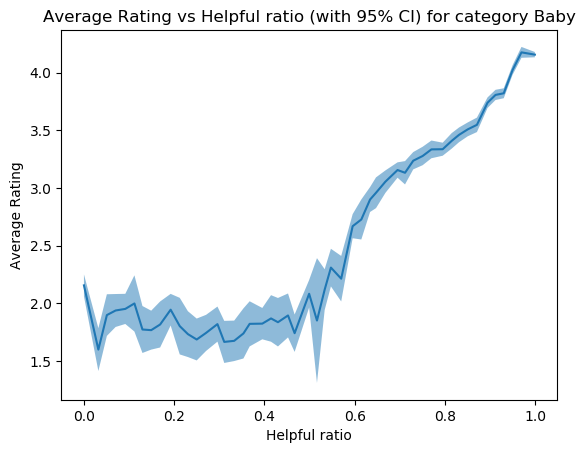 Average Rating vs Helpful ratio (with 95% CI) for category Baby
4.0
3.5
3.0
2.5
2.0
1.5
Average Rating
0.0 0.2 0.4 0.6 0.8 1.0
Helpful ratio